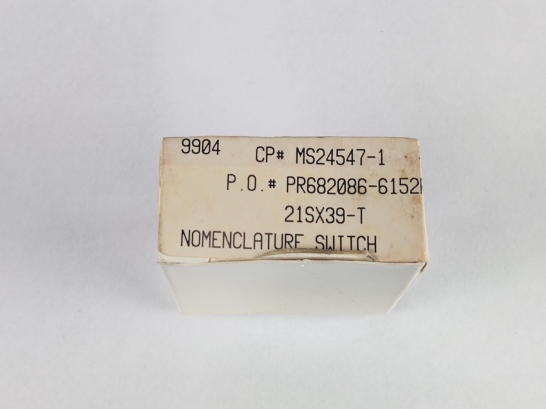 9904 CP# MS24547-1
P.O.# PR682086-6152
21SX39-T
NOMENCLATURE SWITCH